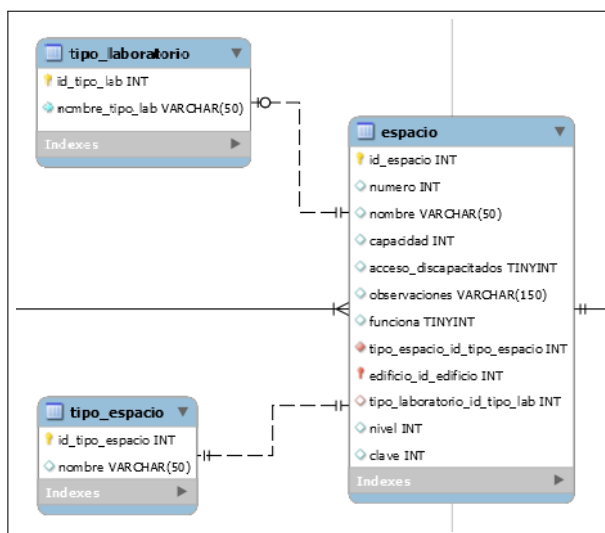 tipo_laboratorio
id_tipo_lab INT
nombre_tipo_lab VARCHAR(50)
Indexes
espacio
id_espacio INT
numero INT
nombre VARCHAR(50)
capacidad INT
acceso_discapacitados TINYINT
observaciones VARCHAR(150)
funciona TINYINT
tipo_espacio_id_tipo_espacio INT
edificio_id_edificio INT
tipo_laboratorio_id_tipo_lab INT
nivel INT
clave INT
Indexes
tipo_espacio
id_tipo_espacio INT
nombre VARCHAR(50)
Indexes